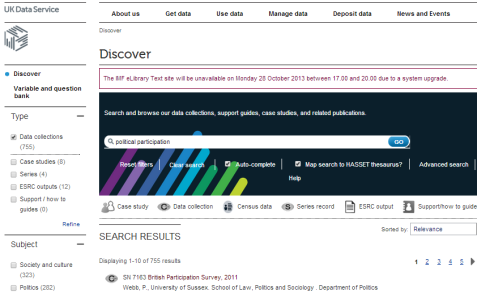 UK Data Service
About us Get data Use data Manage data Deposit data News and Events
Discover
Discover
The IMF eLibrary Text site will be unavailable on Monday 28 October 2013 between 17.00 and 20.00 due to a system upgrade.
Discover
Variable and question
bank
Type
Data collections
(755)
Case studies (8)
Series (4)
ESRC outputs (12)
Support / how to
guides (0)
Refine
Subject
Society and culture
(323)
Politics (282)
Search and browse our data collections, support guides, case studies, and related publications.
political participation GO
Reset filters Clear search Auto-complete Map search to HASSET thesaurus? Advanced search
Help
Case study Data collection Census data Series record ESRC output Support/how to guide
Sorted by: Relevance
SEARCH RESULTS
Displaying 1-10 of 755 results 1 2 3 4 5
SN 7163 British Participation Survey, 2011
Webb, P., University of Sussex. School of Law, Politics and Sociology . Department of Politics